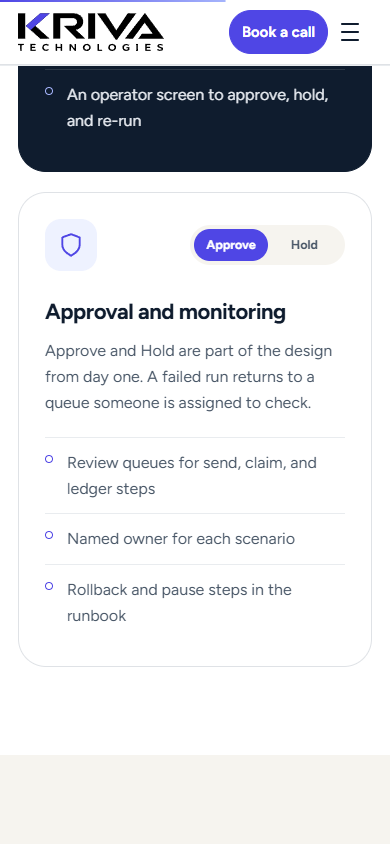 KRIVA
TECHNOLOGIES
Book a call
An operator screen to approve, hold,
and re-run
Approve
Hold
Approval and monitoring
Approve and Hold are part of the design
from day one. A failed run returns to a
queue someone is assigned to check.
Review queues for send, claim, and
ledger steps
Named owner for each scenario
Rollback and pause steps in the
runbook